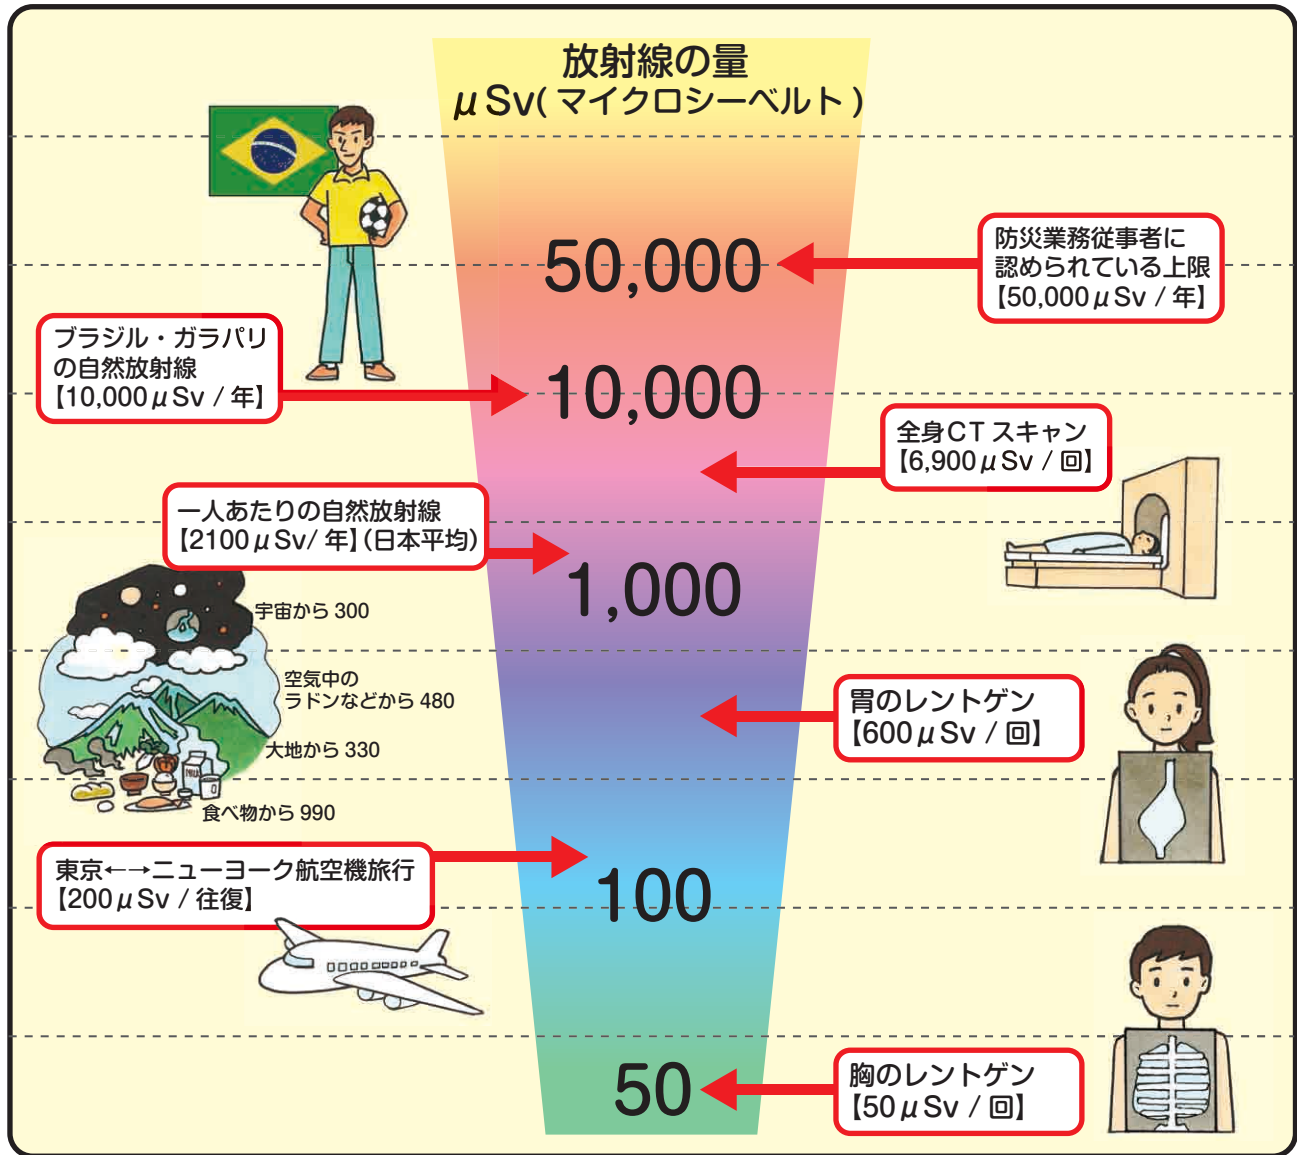 放射線の量
μSv(マイクロシーベルト)
50,000
防災業務従事者に
認められている上限
【50,000μSv / 年】
ブラジル・ガラパリ
の自然放射線
【10,000μSv / 年】
10,000
全身CTスキャン
【6,900μSv / 回】
一人あたりの自然放射線
【2100μSv/ 年】(日本平均)
1,000
宇宙から 300
空気中の
ラドンなどから 480
大地から 330
食べ物から 990
胃のレントゲン
【600μSv / 回】
東京←→ニューヨーク航空機旅行
【200μSv / 往復】
100
50
胸のレントゲン
【50μSv / 回】